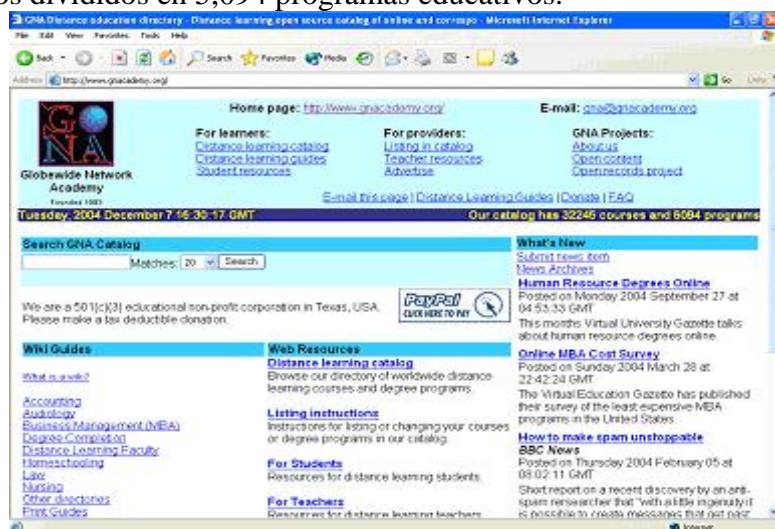 os divididos en 5,094 programas educativos.
GNA Distance education directory - Distance learning open source catalog of online and correspo - Microsoft Internet Explorer
File Edit View Favorites Tools Help
Back Search Favorites Media
Address http://www.gnacademy.org/ Go Links
GNA
Globewide Network
Academy
Founded 1993
Home page: http://www.gnacademy.org/ E-mail: gna@gnacademy.org
For learners: For providers: GNA Projects:
Distance learning catalog Listing in catalog About us
Distance learning guides Teacher resources Open content
Student resources Advertise Open records project
E-mail this page | Distance Learning Guides | Donate | FAQ
Tuesday, 2004 December 7 16:30:17 GMT Our catalog has 32245 courses and 5094 programs
Search GNA Catalog
Matches: 20 Search
We are a 501(c)(3) educational non-profit corporation in Texas, USA.
Please make a tax deductible donation.
PayPal
CLICK HERE TO PAY
Wiki Guides
What is a wiki?
Accounting
Audiology
Business Management (MBA)
Degree Completion
Distance Learning Faculty
Homeschooling
Law
Nursing
Other directories
Print Guides
Web Resources
Distance learning catalog
Browse our directory of worldwide distance
learning courses and degree programs.
Listing instructions
Instructions for listing or changing your courses
or degree programs in our catalog.
For Students
Resources for distance learning students.
For Teachers
Resources for distance learning teachers
What's New
Submit news item
News Archives
Human Resource Degrees Online
Posted on Monday 2004 September 27 at
04:53:33 GMT
This months Virtual University Gazette talks
about human resource degrees online.
Online MBA Cost Survey
Posted on Sunday 2004 March 28 at
22:42:24 GMT
The Virtual Education Gazette has published
their survey of the least expensive MBA
programs in the United States.
How to make spam unstoppable
BBC News
Posted on Thursday 2004 February 05 at
08:02:11 GMT
Short report on a recent discovery by an anti-
spam rersearcher that "with a little ingenuity it
is possible to create messages that get past
Internet